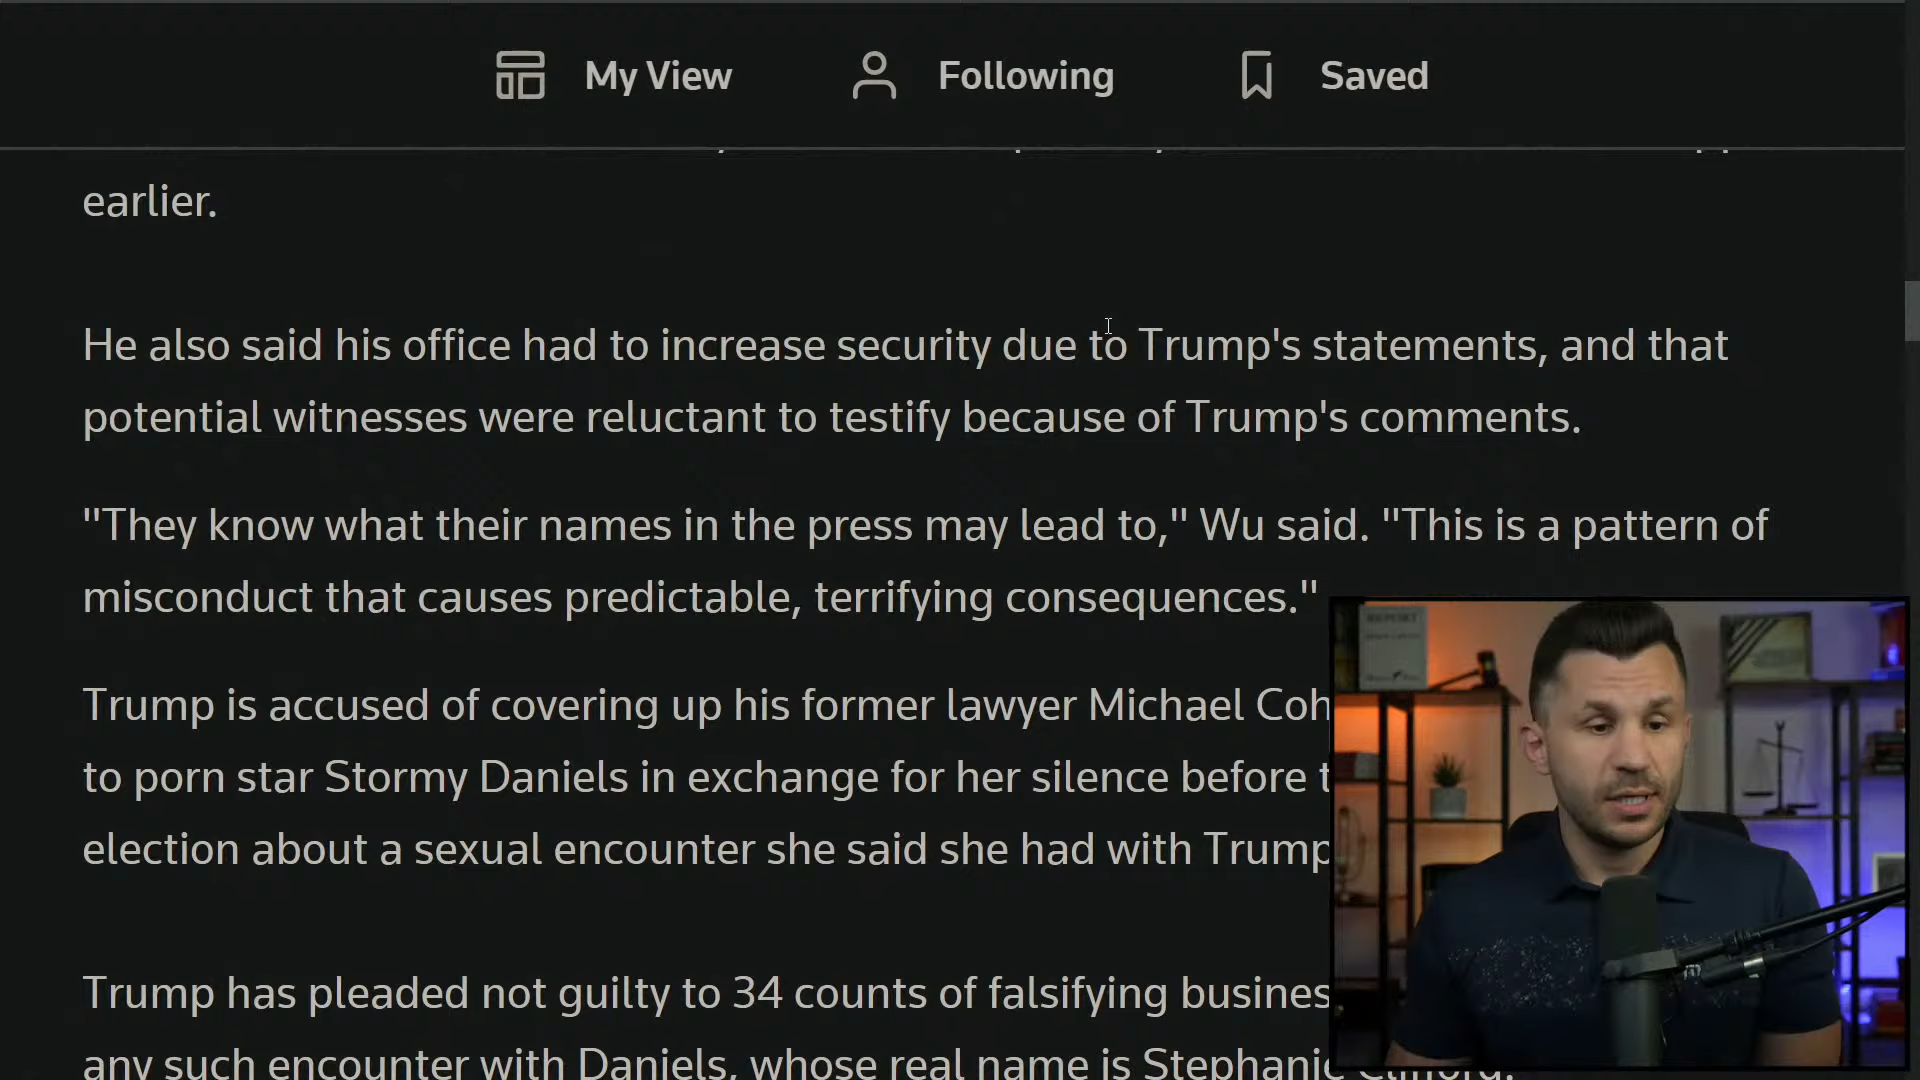 My View
Following
Saved
earlier.
He also said his office had to increase security due to Trump's statements, and that
potential witnesses were reluctant to testify because of Trump's comments.
"They know what their names in the press may lead to," Wu said. "This is a pattern of
misconduct that causes predictable, terrifying consequences."
Trump is accused of covering up his former lawyer Michael Coh
to porn star Stormy Daniels in exchange for her silence before t
election about a sexual encounter she said she had with Trump
Trump has pleaded not guilty to 34 counts of falsifying busines
any such encounter with Daniels, whose real name is Stephanie Clifford.
REPORT